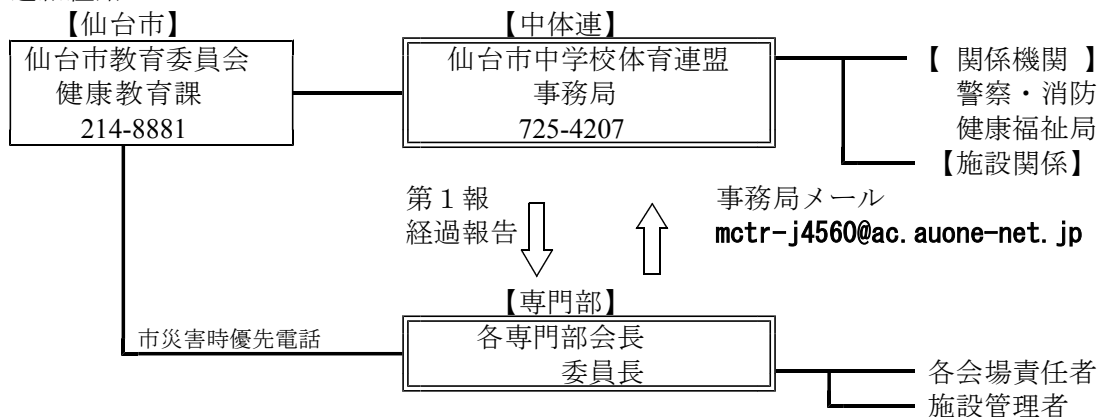 【仙台市】
【中体連】
仙台市教育委員会
健康教育課
214-8881
仙台市中学校体育連盟
事務局
725-4207
【 関係機関 】
警察・消防
健康福祉局
【施設関係】
第１報
経過報告
事務局メール
mctr-j4560@ac.auone-net.jp
【専門部】
市災害時優先電話
各専門部会長
委員長
各会場責任者
施設管理者